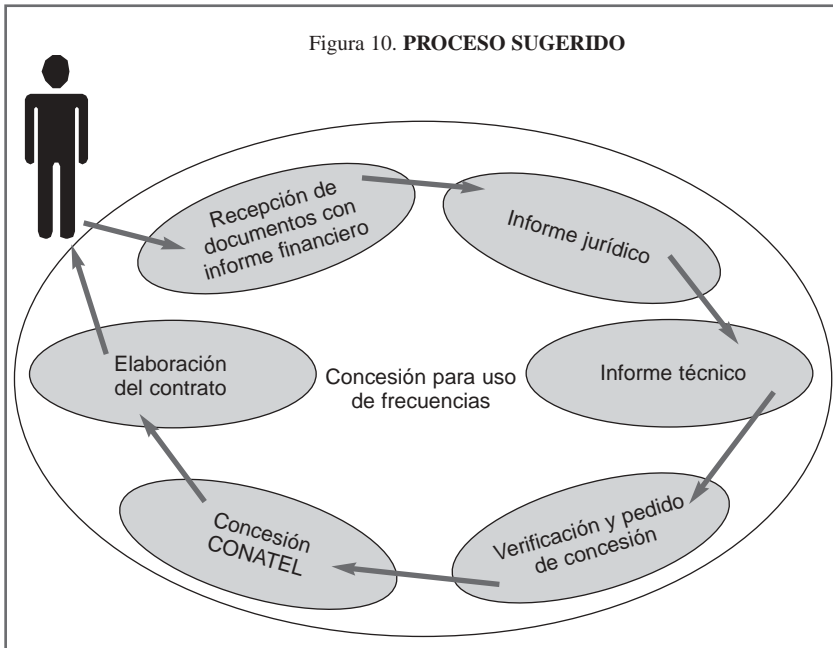 Figura 10. PROCESO SUGERIDO
Recepción de
documentos con
informe financiero
Informe jurídico
Informe técnico
Verificación y pedido
de concesión
Concesión
CONATEL
Elaboración
del contrato
Concesión para uso
de frecuencias